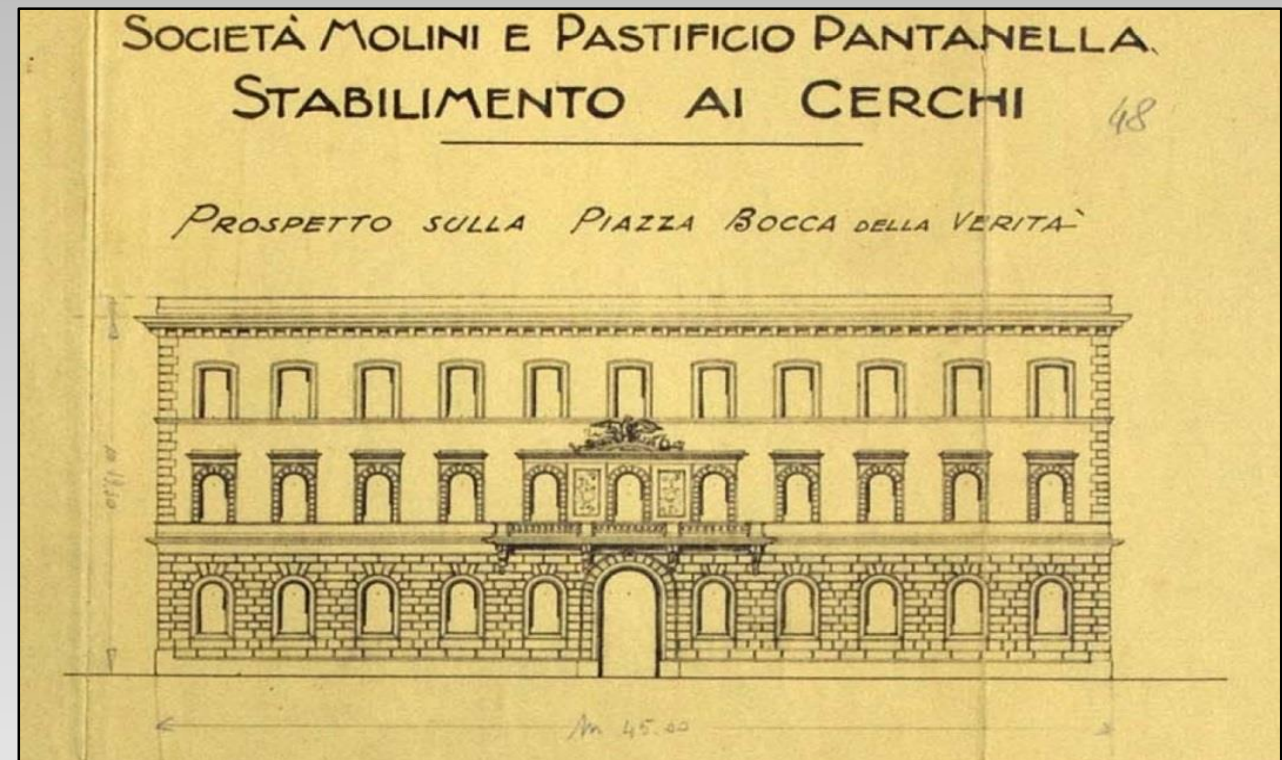 SOCIETÀ MOLINI E PASTIFICIO PANTANELLA.
STABILIMENTO AI CERCHI
48
PROSPETTO SULLA PIAZZA BOCCA DELLA VERITÀ
m 45.00